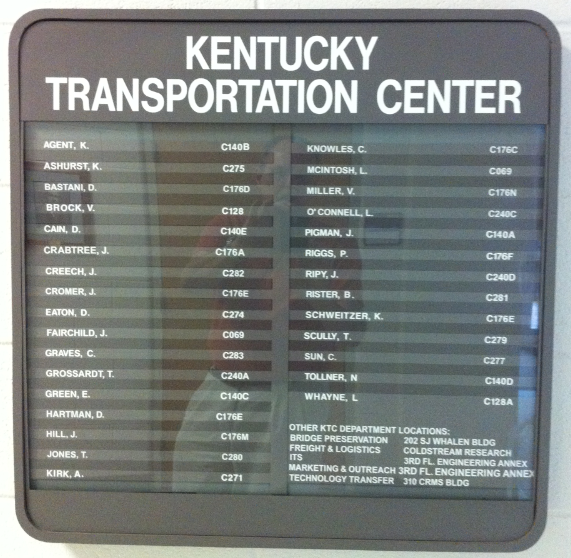 KENTUCKY
TRANSPORTATION CENTER
AGENT, K. C140B
ASHURST, K. C275
BASTANI, D. C176D
BROCK, V. C128
CAIN, D. C140E
CRABTREE, J. C176A
CREECH, J. C282
CROMER, J. C176E
EATON, D. C274
FAIRCHILD, J. C069
GRAVES, C. C283
GROSSARDT, T. C240A
GREEN, E. C140C
HARTMAN, D. C176E
HILL, J. C176M
JONES, T. C280
KIRK, A. C271
KNOWLES, C. C176C
MCINTOSH, L. C069
MILLER, V. C176N
O'CONNELL, L. C240C
PIGMAN, J. C140A
RIGGS, P. C176F
RIPY, J. C240D
RISTER, B. C281
SCHWEITZER, K. C176E
SCULLY, T. C279
SUN, C. C277
TOLLNER, N C140D
WHAYNE, L C128A
OTHER KTC DEPARTMENT LOCATIONS:
BRIDGE PRESERVATION 202 SJ WHALEN BLDG
FREIGHT & LOGISTICS COLDSTREAM RESEARCH
ITS 3RD FL. ENGINEERING ANNEX
MARKETING & OUTREACH 3RD FL. ENGINEERING ANNEX
TECHNOLOGY TRANSFER 310 CRMS BLDG